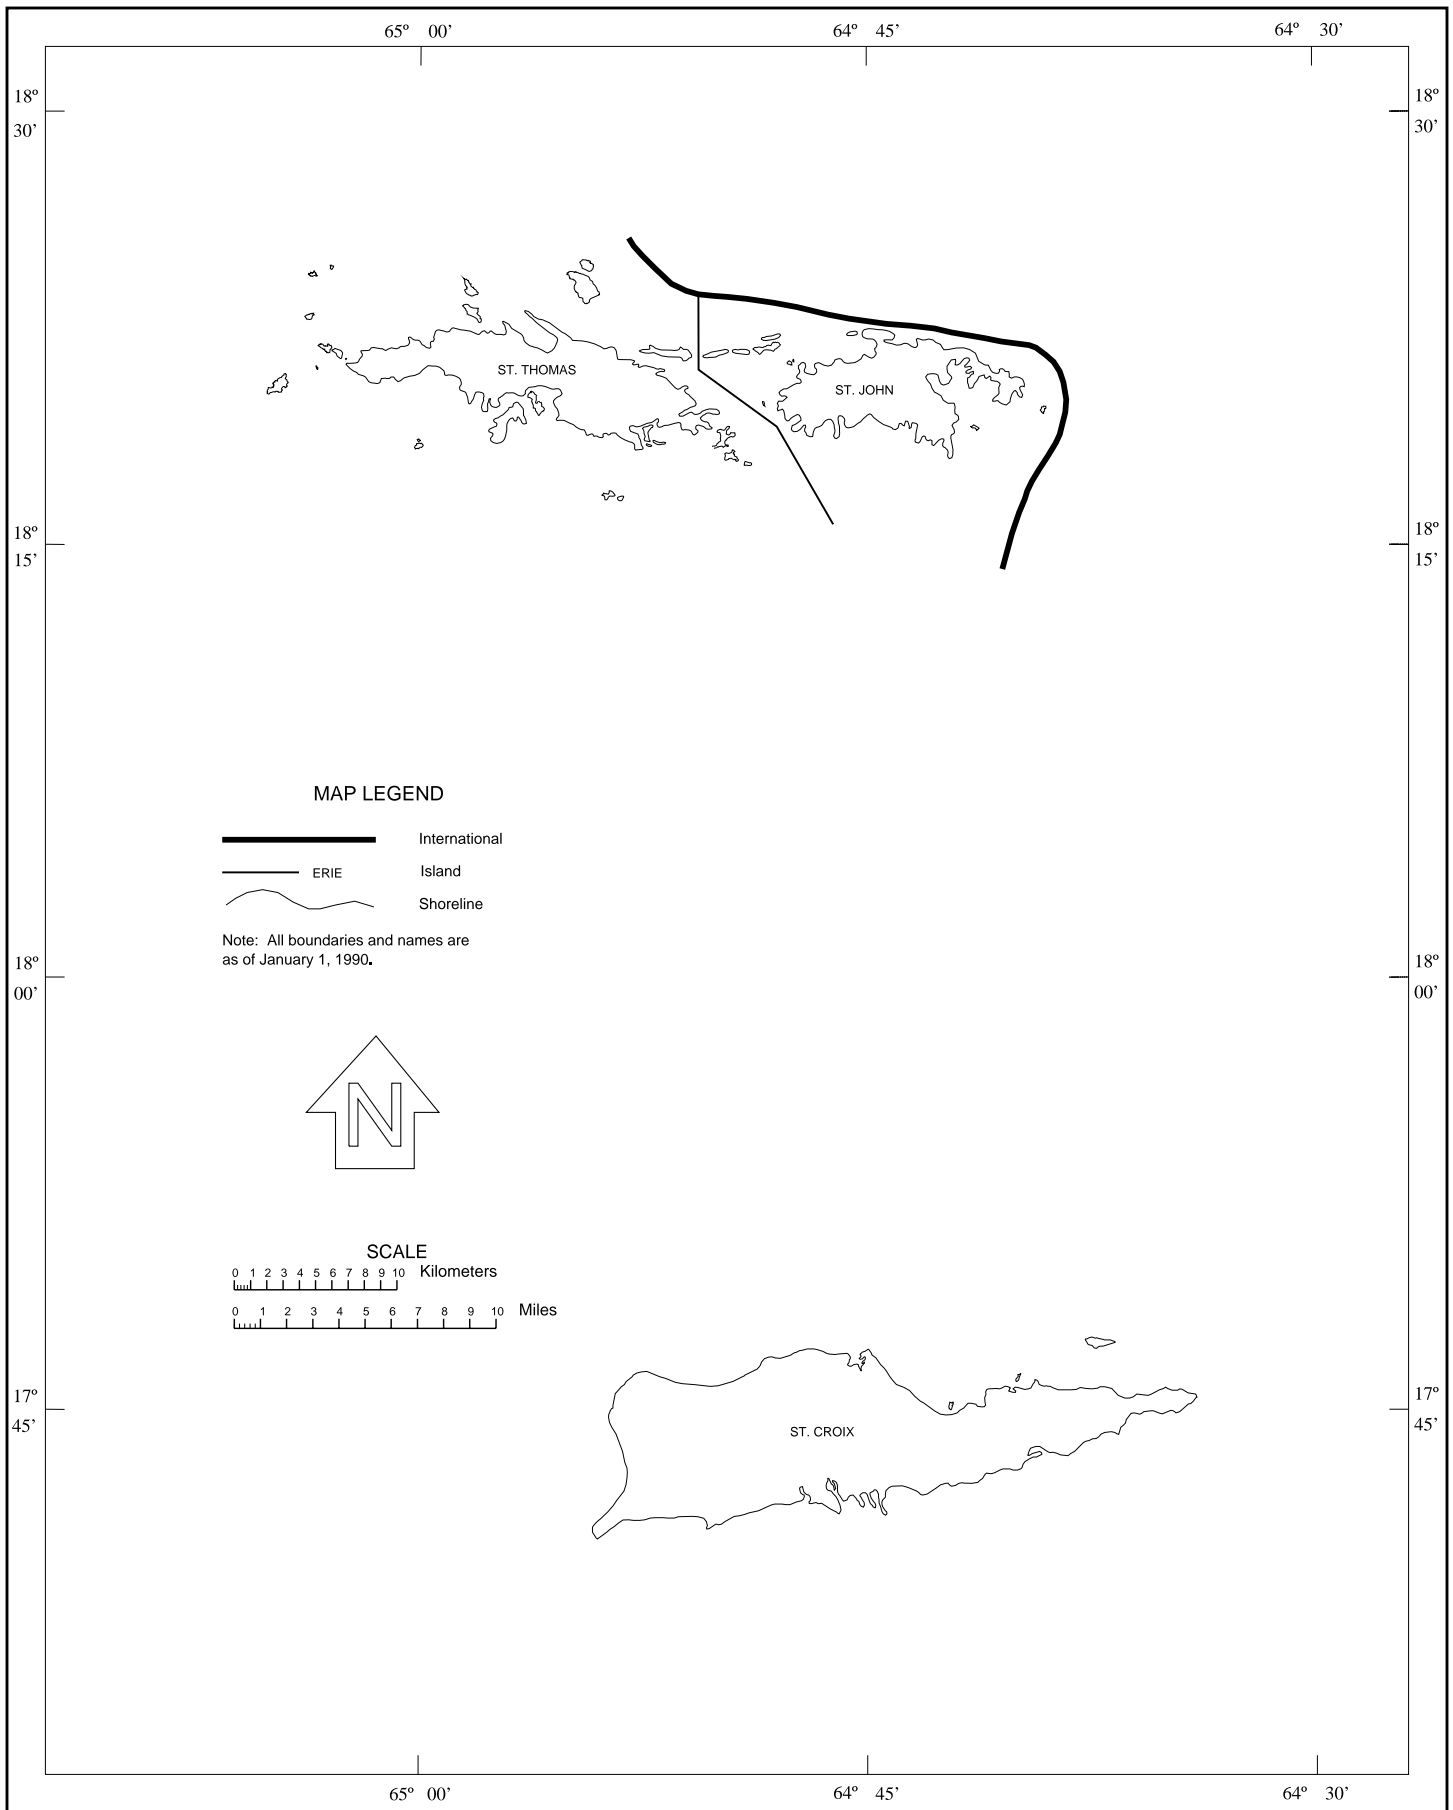 65º 00’
64º 45’
64º 30’
18º
30’
18º
30’
ST. THOMAS
ST. JOHN
18º
15’
18º
15’
MAP LEGEND
International
ERIE
Island
Shoreline
Note: All boundaries and names are
as of January 1, 1990.
18º
00’
18º
00’
N
SCALE
0 1 2 3 4 5 6 7 8 9 10 Kilometers
0 1 2 3 4 5 6 7 8 9 10 Miles
17º
45’
17º
45’
ST. CROIX
65º 00’
64º 45’
64º 30’